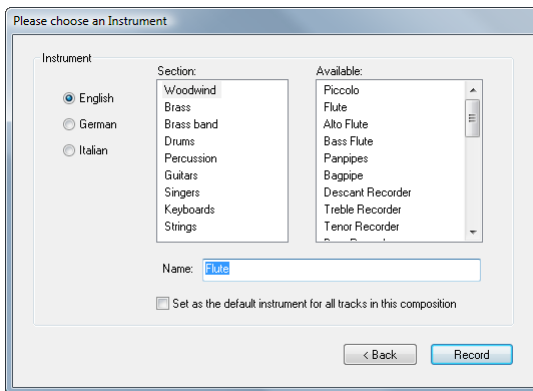 Please choose an Instrument
Instrument
English
German
Italian
Section:
Woodwind
Brass
Brass band
Drums
Percussion
Guitars
Singers
Keyboards
Strings
Available:
Piccolo
Flute
Alto Flute
Bass Flute
Panpipes
Bagpipe
Descant Recorder
Treble Recorder
Tenor Recorder
Name: Flute
Set as the default instrument for all tracks in this composition
< Back Record